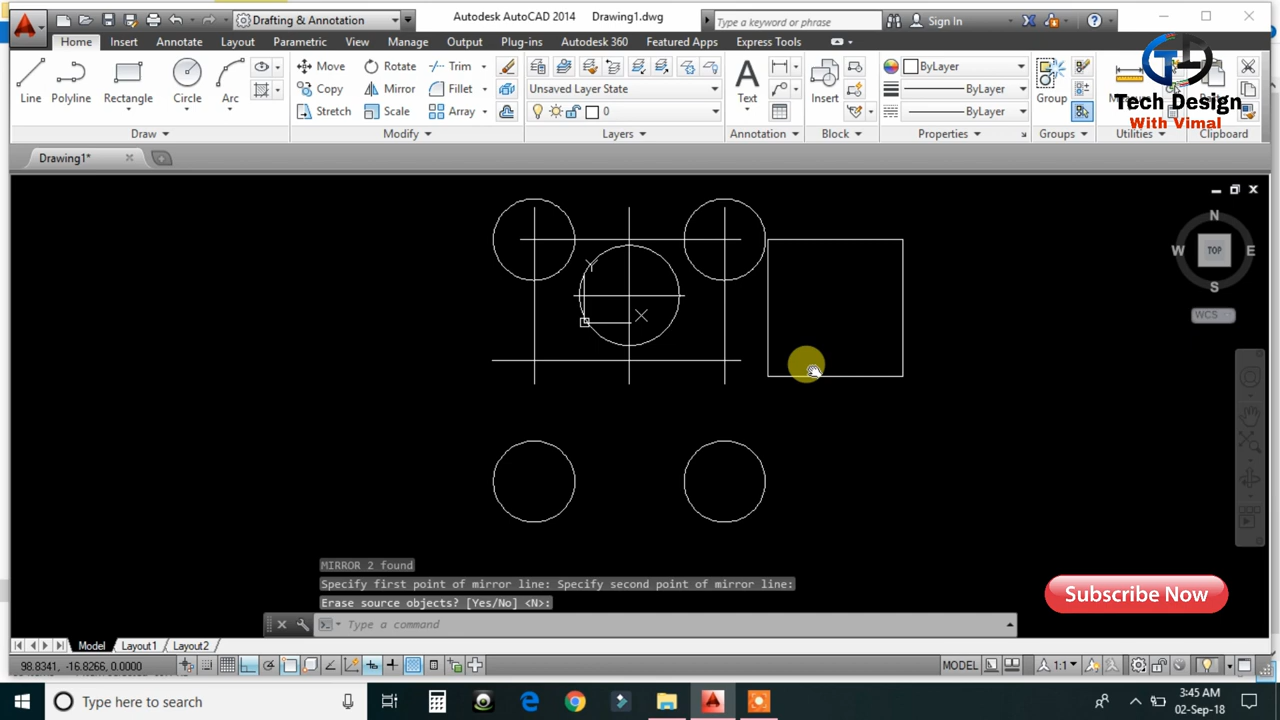 Drafting & Annotation
Autodesk AutoCAD 2014 Drawing1.dwg
Type a keyword or phrase
Sign In
Home Insert Annotate Layout Parametric View Manage Output Plug-ins Autodesk 360 Featured Apps Express Tools
Line Polyline Rectangle Circle Arc
Draw
Move Rotate Trim
Copy Mirror Fillet
Stretch Scale Array
Modify
Unsaved Layer State
0
Layers
Text
Annotation
Insert
Block
ByLayer
ByLayer
ByLayer
Properties
Group
Groups
Utilities
Clipboard
Tech Design
With Vimal
Drawing1*
N
W TOP E
S
WCS
Y
X
MIRROR 2 found
Specify first point of mirror line: Specify second point of mirror line:
Erase source objects? [Yes/No] <N>:
Type a command
Subscribe Now
Model Layout1 Layout2
98.8341, -16.8266, 0.0000
MODEL
1:1
Type here to search
3:45 AM
02-Sep-18